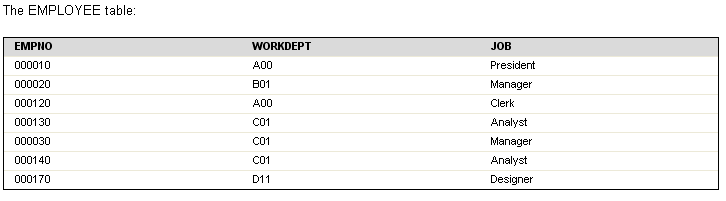 The EMPLOYEE table:
EMPNO WORKDEPT JOB
000010 A00 President
000020 B01 Manager
000120 A00 Clerk
000130 C01 Analyst
000030 C01 Manager
000140 C01 Analyst
000170 D11 Designer